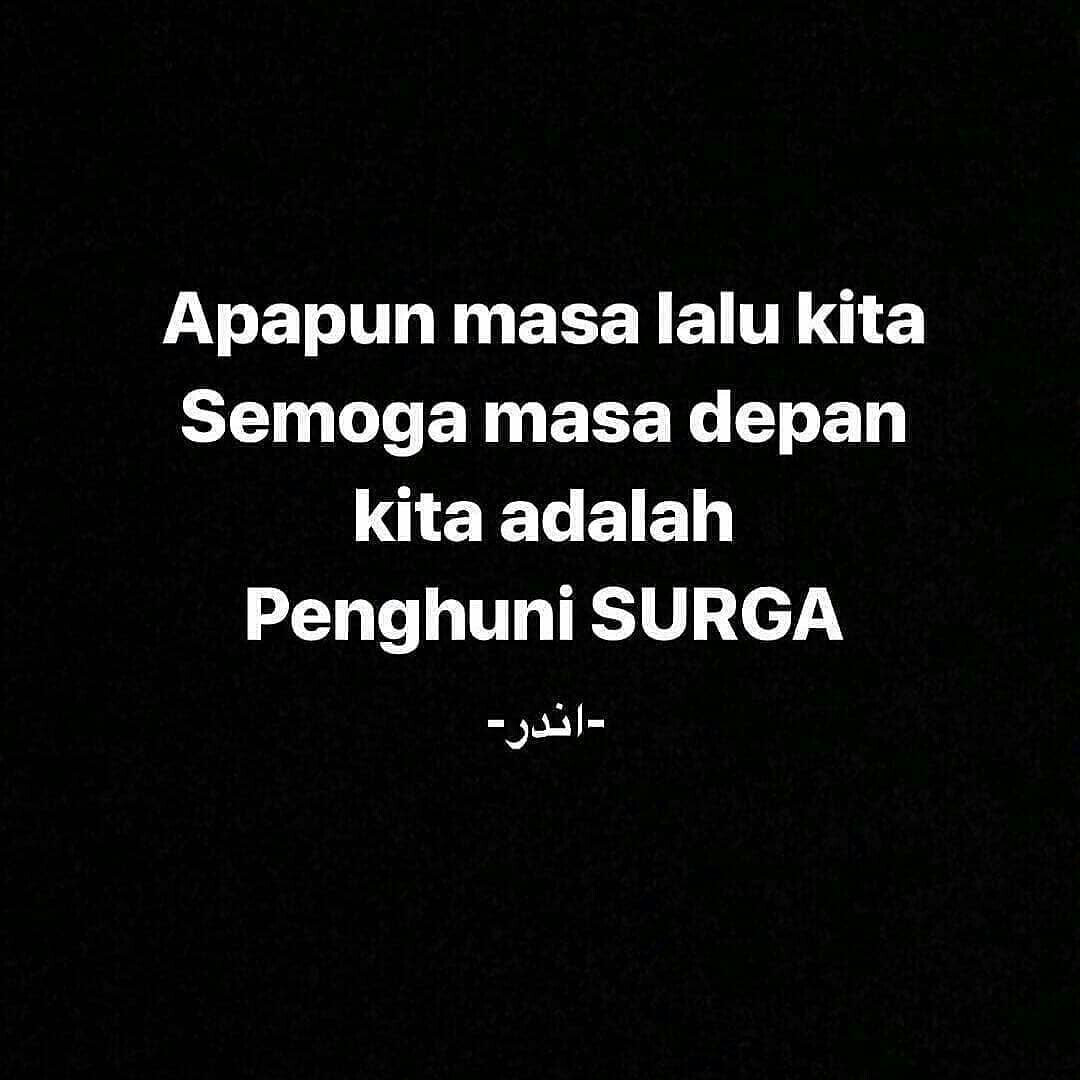 Apapun masa lalu kita
Semoga masa depan
kita adalah
Penghuni SURGA
-اندر-